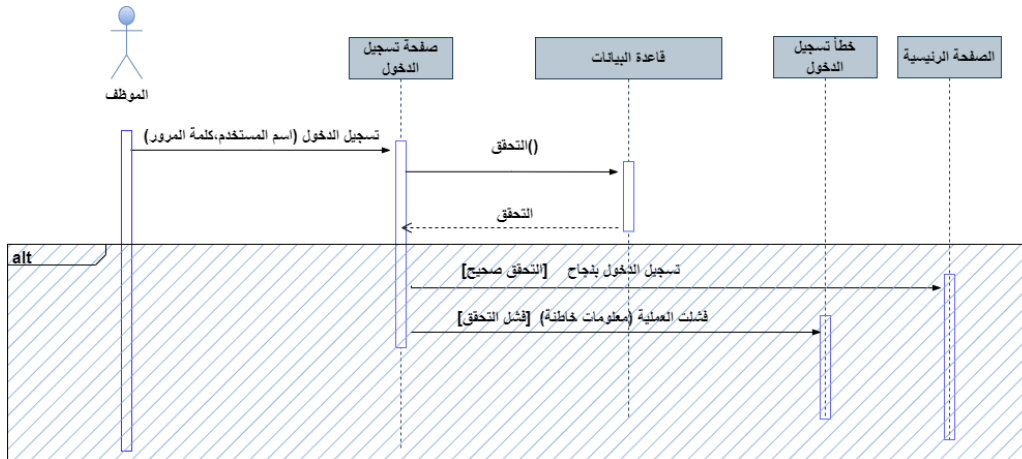 الموظف
صفحة تسجيل
الدخول
قاعدة البيانات
خطأ تسجيل
الدخول
الصفحة الرئيسية
تسجيل الدخول (اسم المستخدم،كلمة المرور)
التحقق()
التحقق
alt
تسجيل الدخول بنجاح [التحقق صحيح]
فشلت العملية (معلومات خاطئة) [فشل التحقق]